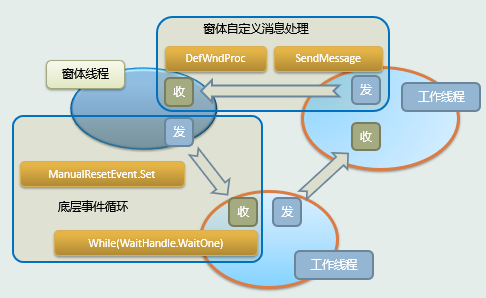 窗体自定义消息处理
DefWndProc
SendMessage
窗体线程
收
发
工作线程
发
收
ManualResetEvent.Set
底层事件循环
收
发
While(WaitHandle.WaitOne)
工作线程